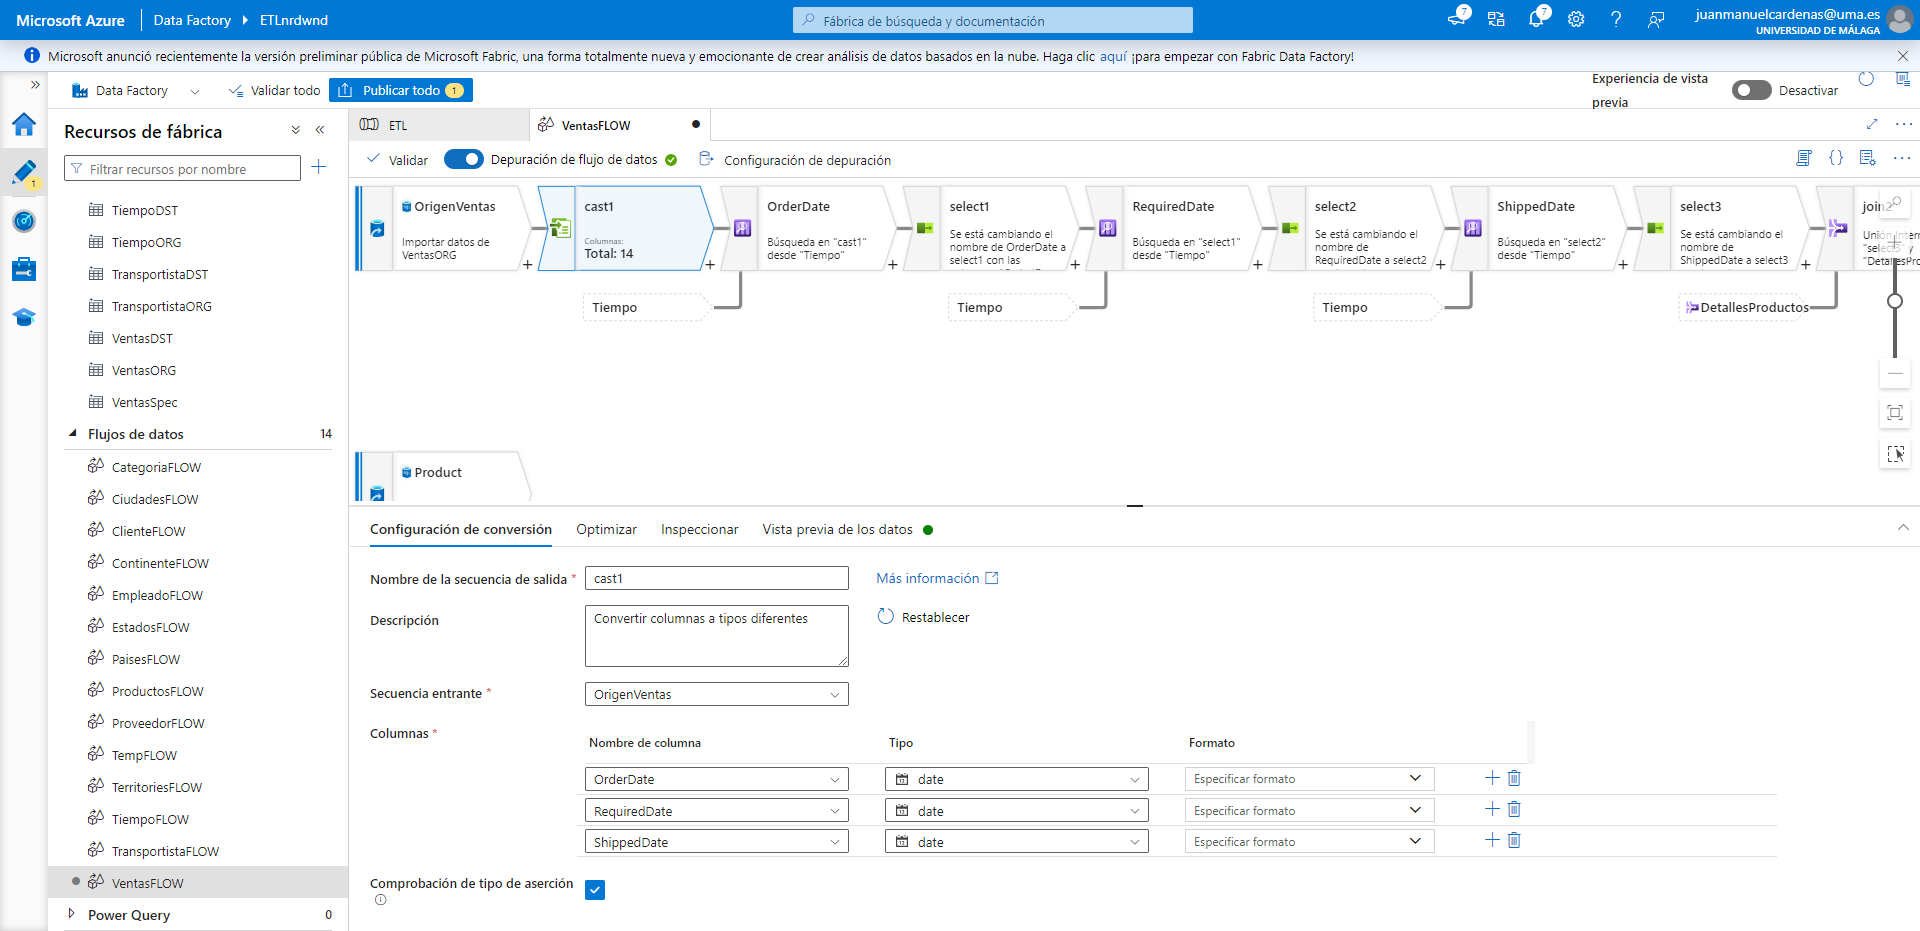 Microsoft Azure Data Factory ETLnrdwnd
Fábrica de búsqueda y documentación
7
7
juanmanuelcardenas@uma.es
UNIVERSIDAD DE MÁLAGA
Microsoft anunció recientemente la versión preliminar pública de Microsoft Fabric, una forma totalmente nueva y emocionante de crear análisis de datos basados en la nube. Haga clic aquí ¡para empezar con Fabric Data Factory!
Data Factory
Validar todo
Publicar todo 1
Experiencia de vista
previa
Desactivar
1
Recursos de fábrica
Filtrar recursos por nombre
TiempoDST
TiempoORG
TransportistaDST
TransportistaORG
VentasDST
VentasORG
VentasSpec
Flujos de datos 14
CategoriaFLOW
CiudadesFLOW
ClienteFLOW
ContinenteFLOW
EmpleadoFLOW
EstadosFLOW
PaisesFLOW
ProductosFLOW
ProveedorFLOW
TempFLOW
TerritoriesFLOW
TiempoFLOW
TransportistaFLOW
VentasFLOW
Power Query 0
ETL
VentasFLOW
Validar
Depuración de flujo de datos
Configuración de depuración
OrigenVentas
Importar datos de
VentasORG
cast1
Columnas:
Total: 14
OrderDate
Búsqueda en "cast1"
desde "Tiempo"
select1
Se está cambiando el
nombre de OrderDate a
select1 con las
RequiredDate
Búsqueda en "select1"
desde "Tiempo"
select2
Se está cambiando el
nombre de
RequiredDate a select2
ShippedDate
Búsqueda en "select2"
desde "Tiempo"
select3
Se está cambiando el
nombre de
ShippedDate a select3
join2
Unión Intern
"select3" y
"DetallesPro
Tiempo
Tiempo
Tiempo
DetallesProductos
Product
Configuración de conversión
Optimizar
Inspeccionar
Vista previa de los datos
Nombre de la secuencia de salida *
cast1
Más información
Descripción
Convertir columnas a tipos diferentes
Restablecer
Secuencia entrante *
OrigenVentas
Columnas *
Nombre de columna Tipo Formato
OrderDate date Especificar formato
RequiredDate date Especificar formato
ShippedDate date Especificar formato
Comprobación de tipo de aserción